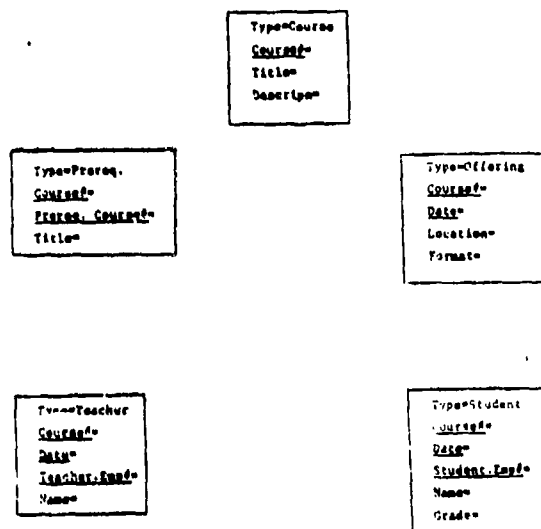 Type=Course
Course#=
Title=
Descripn=
Type=Prereq.
Course#=
Prereq. Course#=
Title=
Type=Offering
Course#=
Date=
Location=
Format=
Type=Teacher
Course#=
Date=
Teacher.Emp#=
Name=
Type=Student
Course#=
Date=
Student.Emp#=
Name=
Grade=